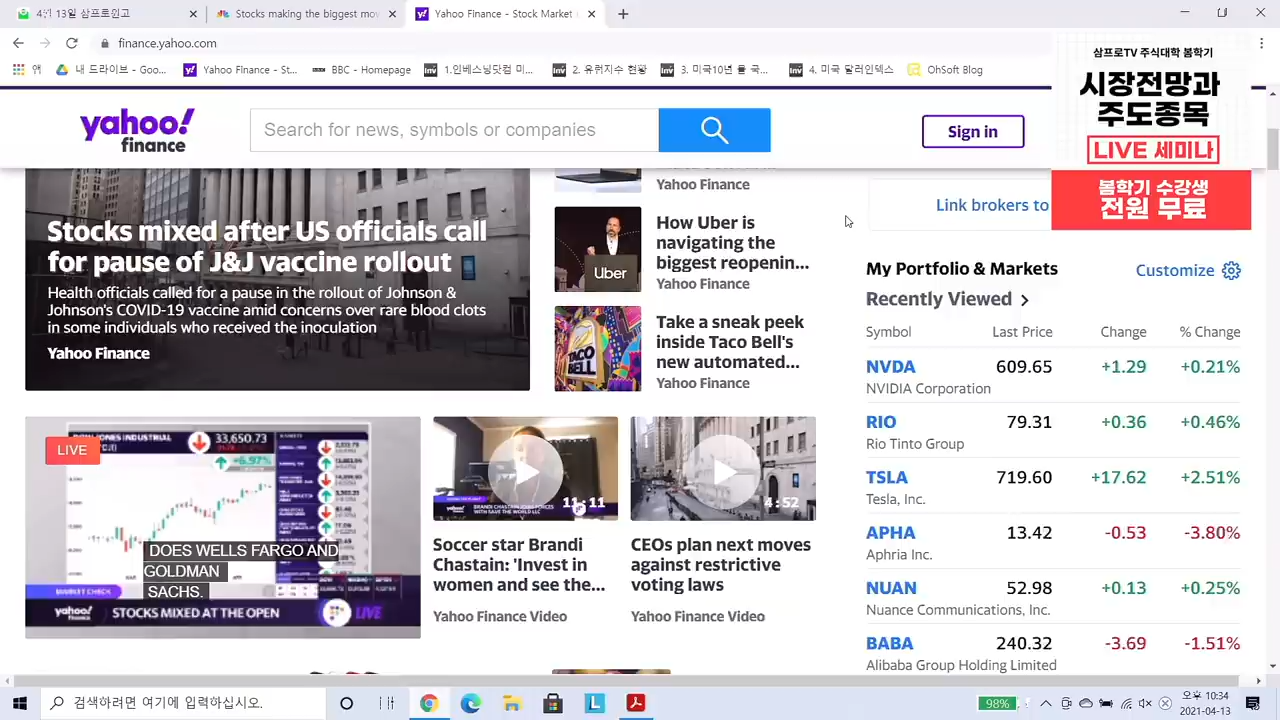 4월 13일 삼프로원고
Stocks making the biggest mov
Yahoo Finance - Stock Market
finance.yahoo.com
앱
내 드라이브 - Goo...
Yahoo Finance - St...
BBC - Homepage
1.인베스닝닷컴 미...
2. 유뤄지수 현황
3. 미국10년 률 국...
4. 미국 달러인덱스
OhSoft Blog
삼프로TV 주식대학 봄학기
시장전망과
주도종목
LIVE 세미나
봄학기 수강생
전원 무료
yahoo!
finance
Search for news, symbols or companies
Sign in
Stocks mixed after US officials call
for pause of J&J vaccine rollout
Health officials called for a pause in the rollout of Johnson &
Johnson's COVID-19 vaccine amid concerns over rare blood clots
in some individuals who received the inoculation
Yahoo Finance
Yahoo Finance
How Uber is
navigating the
biggest reopenin...
Yahoo Finance
Uber
Take a sneak peek
inside Taco Bell's
new automated...
Yahoo Finance
TACO
BELL
Link brokers to
My Portfolio & Markets
Customize
Recently Viewed
Symbol Last Price Change % Change
NVDA 609.65 +1.29 +0.21%
NVIDIA Corporation
RIO 79.31 +0.36 +0.46%
Rio Tinto Group
TSLA 719.60 +17.62 +2.51%
Tesla, Inc.
APHA 13.42 -0.53 -3.80%
Aphria Inc.
NUAN 52.98 +0.13 +0.25%
Nuance Communications, Inc.
BABA 240.32 -3.69 -1.51%
Alibaba Group Holding Limited
LIVE
33,650.73
DOES WELLS FARGO AND
GOLDMAN
SACHS.
MARKET CHECK
yahoo!
finance
STOCKS MIXED AT THE OPEN
LIVE
11:11
Soccer star Brandi
Chastain: 'Invest in
women and see the...
Yahoo Finance Video
4:52
CEOs plan next moves
against restrictive
voting laws
Yahoo Finance Video
검색하려면 여기에 입력하십시오.
98%
오후 10:34
2021-04-13